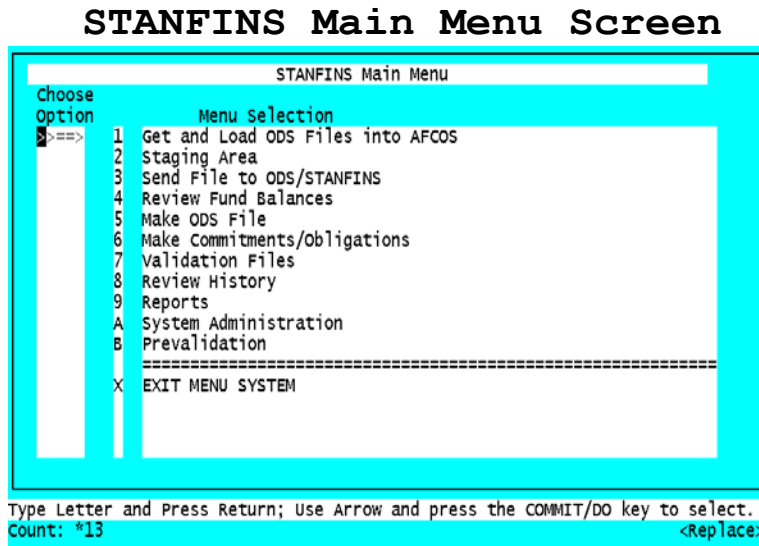 STANFINS Main Menu Screen
STANFINS Main Menu
Choose
Option Menu Selection
>>==> 1 Get and Load ODS Files into AFCOS
2 Staging Area
3 Send File to ODS/STANFINS
4 Review Fund Balances
5 Make ODS File
6 Make Commitments/Obligations
7 Validation Files
8 Review History
9 Reports
A System Administration
B Prevalidation
============================================================
X EXIT MENU SYSTEM
Type Letter and Press Return; Use Arrow and press the COMMIT/DO key to select.
Count: *13 <Replace>